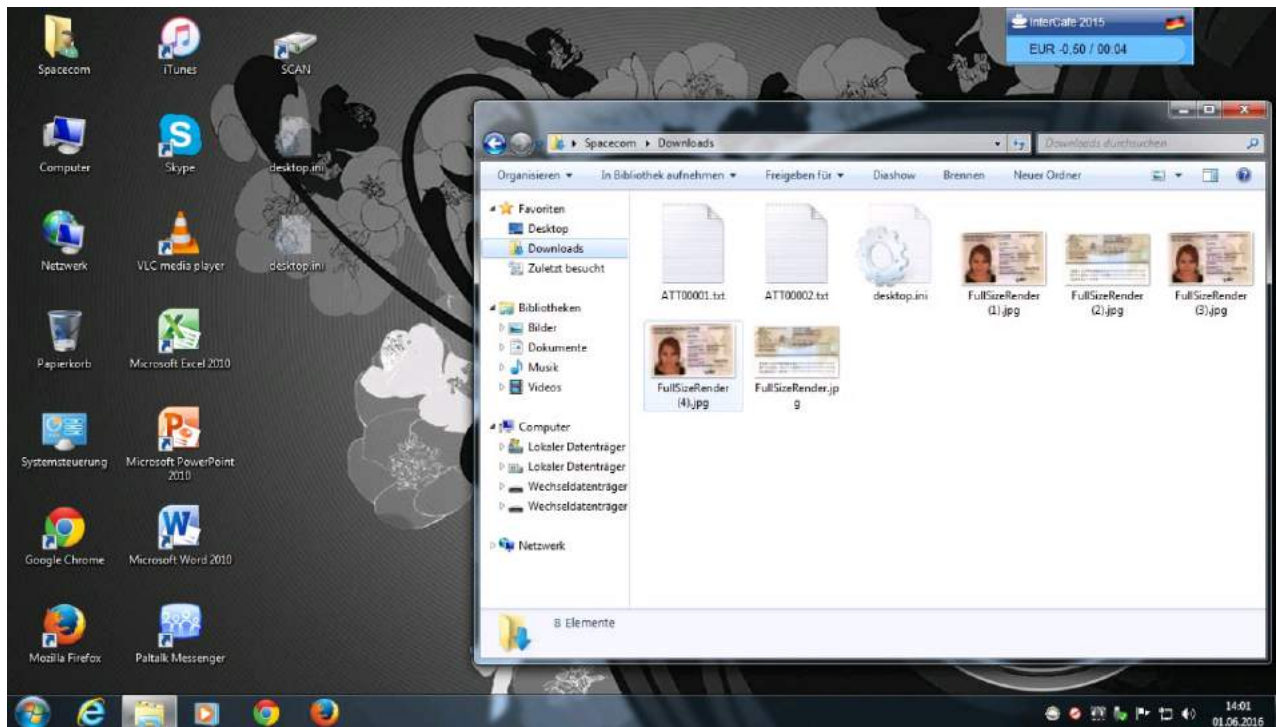 Spacecom
iTunes
SCAN
Computer
Skype
desktop.ini
Netzwerk
VLC media player
desktop.ini
Papierkorb
Microsoft Excel 2010
Systemsteuerung
Microsoft PowerPoint
2010
Google Chrome
Microsoft Word 2010
Mozilla Firefox
Paltalk Messenger
InterCafe 2015
EUR -0,50 / 00:04
Spacecom Downloads
Downloads durchsuchen
Organisieren
In Bibliothek aufnehmen
Freigeben für
Diashow
Brennen
Neuer Ordner
Favoriten
Desktop
Downloads
Zuletzt besucht
Bibliotheken
Bilder
Dokumente
Musik
Videos
Computer
Lokaler Datenträger
Lokaler Datenträger
Wechseldatenträger
Wechseldatenträger
Netzwerk
ATT00001.txt
ATT00002.txt
desktop.ini
FullSizeRender
(1).jpg
FullSizeRender
(2).jpg
FullSizeRender
(3).jpg
FullSizeRender
(4).jpg
FullSizeRender.jp
g
8 Elemente
14:01
01.06.2016